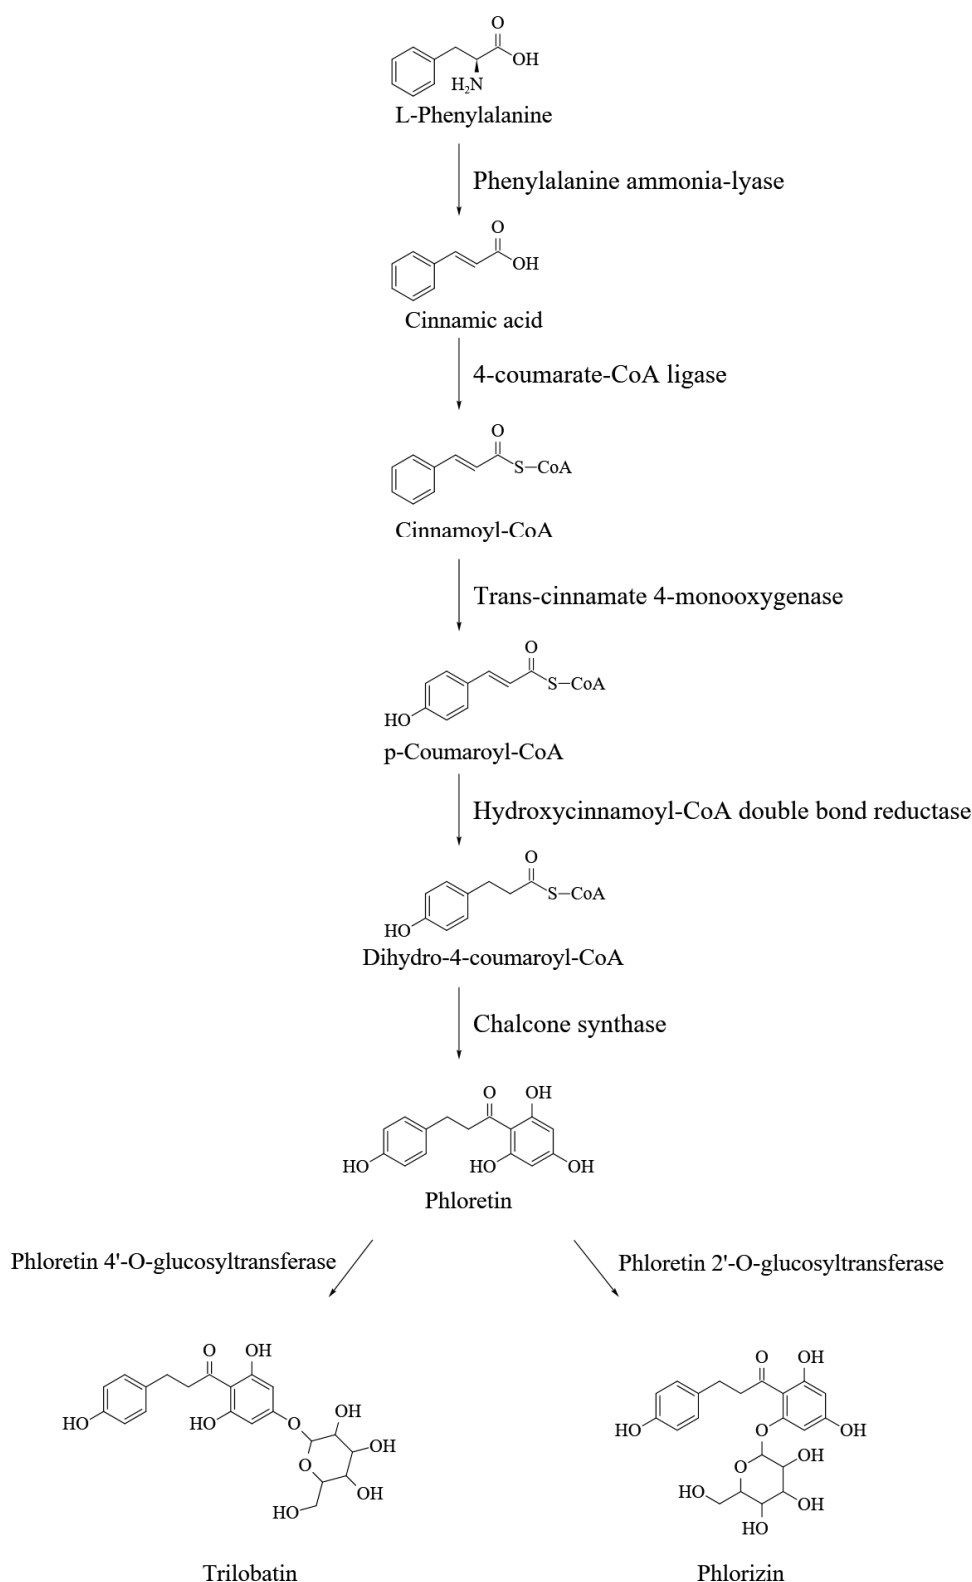 O
OH
H₂N
L-Phenylalanine
Phenylalanine ammonia-lyase
O
OH
Cinnamic acid
4-coumarate-CoA ligase
O
S–CoA
Cinnamoyl-CoA
Trans-cinnamate 4-monooxygenase
O
S–CoA
HO
p-Coumaroyl-CoA
Hydroxycinnamoyl-CoA double bond reductase
O
S–CoA
HO
Dihydro-4-coumaroyl-CoA
Chalcone synthase
O
OH
HO
HO
OH
Phloretin
Phloretin 4'-O-glucosyltransferase
Phloretin 2'-O-glucosyltransferase
O
OH
HO
HO
O
OH
OH
O
OH
HO
Trilobatin
O
OH
HO
O
OH
OH
O
HO
OH
HO
Phlorizin